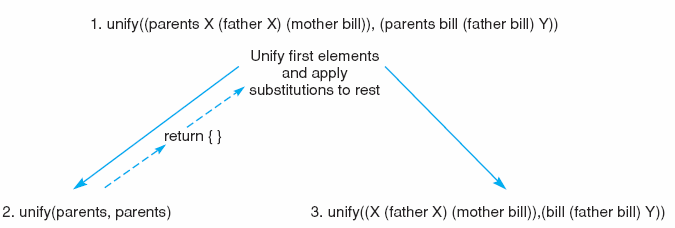 1. unify((parents X (father X) (mother bill)), (parents bill (father bill) Y))
Unify first elements
and apply
substitutions to rest
return { }
2. unify(parents, parents)
3. unify((X (father X) (mother bill)),(bill (father bill) Y))